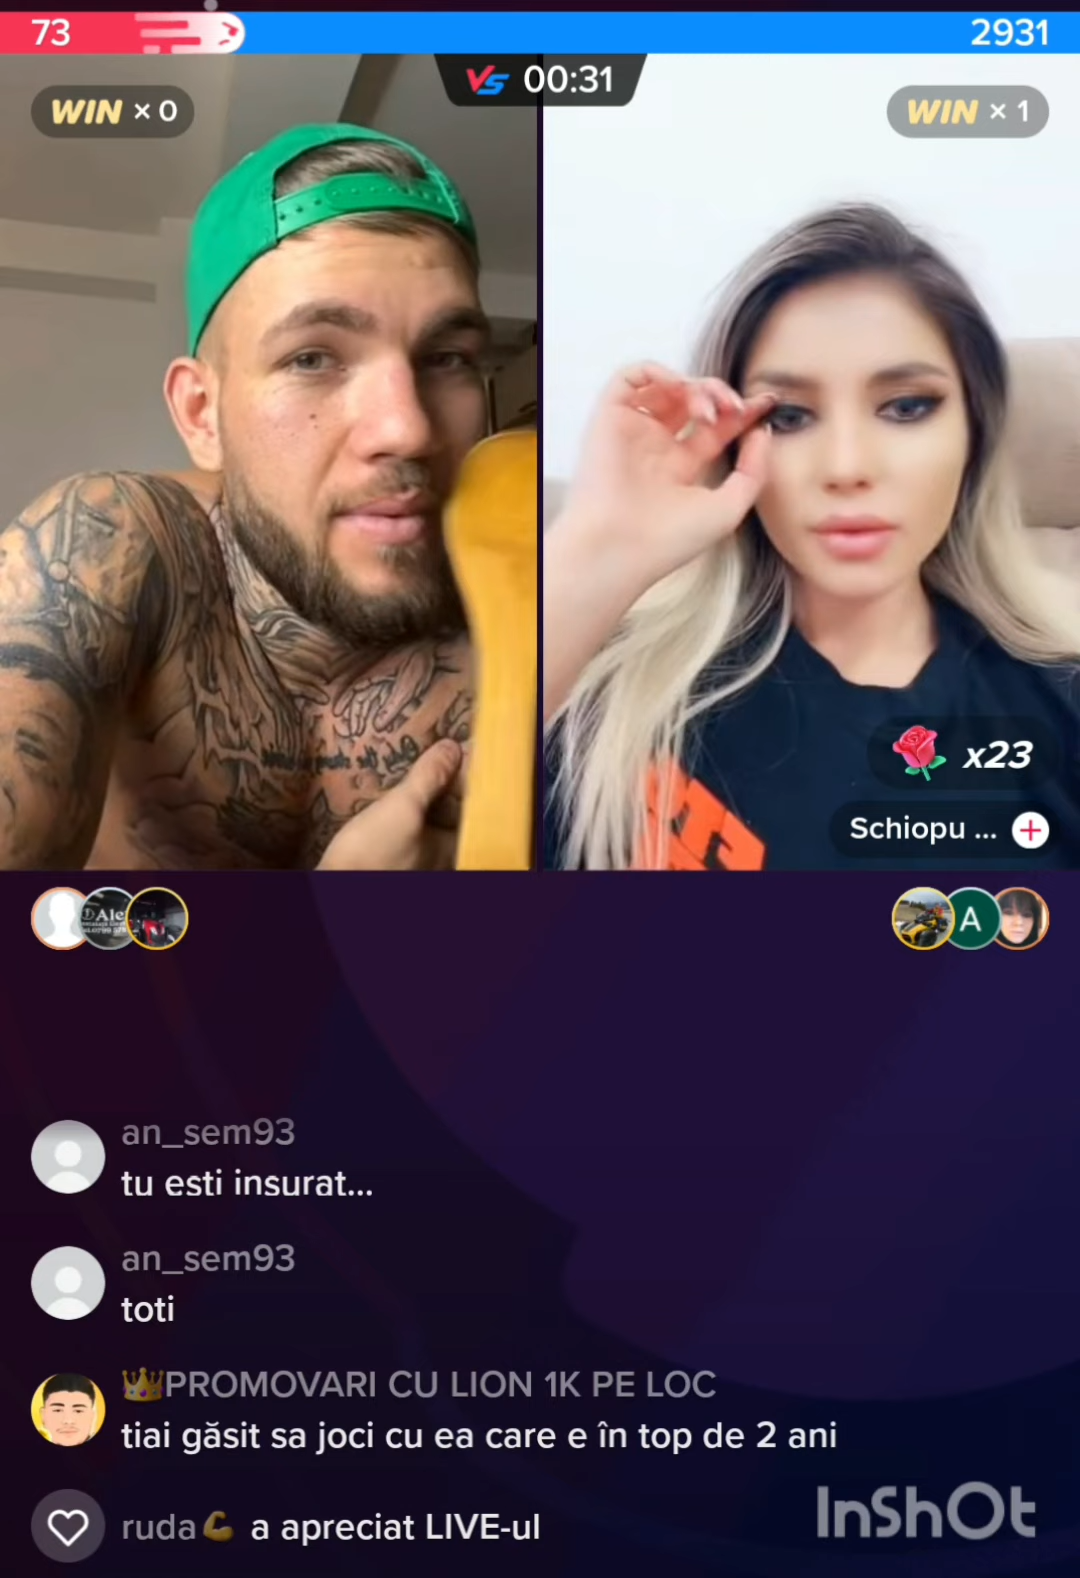 73
2931
VS 00:31
WIN × 0
WIN × 1
x23
Schiopu ...
Ale
A
an_sem93
tu esti insurat...
an_sem93
toti
👑PROMOVARI CU LION 1K PE LOC
tiai găsit sa joci cu ea care e în top de 2 ani
ruda💪 a apreciat LIVE-ul
InShOt